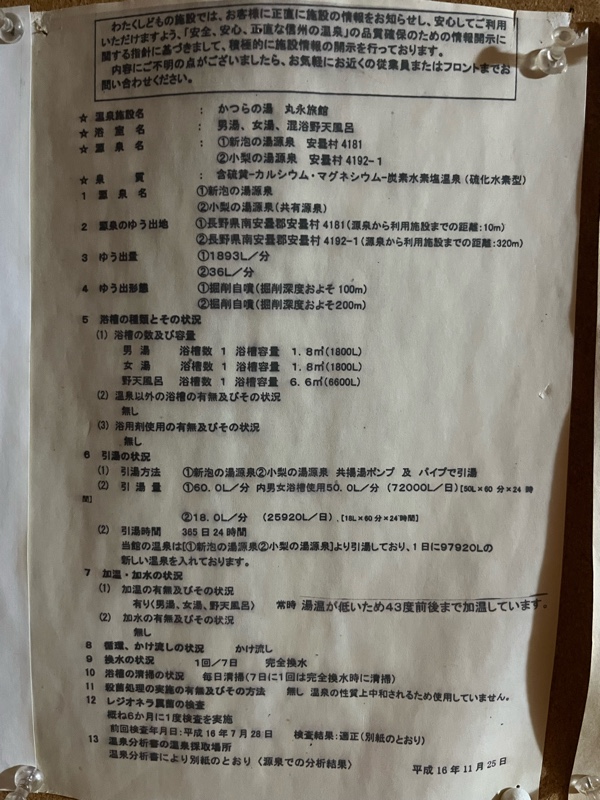 わたくしどもの施設では、お客様に正直に施設の情報をお知らせし、安心してご利用
いただけますよう、「安全、安心、正直な信州の温泉」の品質確保のための情報開示に
関する指針に基づきまして、積極的に施設情報の開示を行っております。
内容にご不明の点がございましたら、お気軽にお近くの従業員またはフロントまでお
問い合わせください。
☆ 温泉施設名 : かつらの湯 丸永旅館
☆ 浴室名 : 男湯、女湯、混浴野天風呂
☆ 源泉名 : ①新泡の湯源泉 安曇村4181
②小梨の湯源泉 安曇村4192-1
☆ 泉質 : 含硫黄-カルシウム・マグネシウム-炭素水素塩温泉(硫化水素型)
1 源泉名 ①新泡の湯源泉
②小梨の湯源泉(共有源泉)
2 源泉のゆう出地 ①長野県南安曇郡安曇村4181(源泉から利用施設までの距離:10m)
②長野県南安曇郡安曇村4192-1(源泉から利用施設までの距離:320m)
3 ゆう出量 ①1893L/分
②36L/分
4 ゆう出形態 ①掘削自噴(掘削深度およそ100m)
②掘削自噴(掘削深度およそ200m)
5 浴槽の種類とその状況
(1) 浴槽の数及び容量
男湯 浴槽数 1 浴槽容量 1.8㎥(1800L)
女湯 浴槽数 1 浴槽容量 1.8㎥(1800L)
野天風呂 浴槽数 1 浴槽容量 6.6㎥(6600L)
(2) 温泉以外の浴槽の有無及びその状況
無し
(3) 浴用剤使用の有無及びその状況
無し
6 引湯の状況
(1) 引湯方法 ①新泡の湯源泉②小梨の湯源泉 共揚湯ポンプ 及 パイプで引湯
(2) 引湯量 ①60.0L/分 内男女浴槽使用50.0L/分 (72000L/日)[50L×60分×24時
間]
②18.0L/分 (25920L/日).[18L×60分×24時間]
(2) 引湯時間 365日24時間
当館の温泉は[①新泡の湯源泉②小梨の湯源泉]より引湯しており、1日に97920Lの
新しい温泉を入れております。
7 加温・加水の状況
(1) 加温の有無及びその状況
有り(男湯、女湯、野天風呂) 常時 湯温が低いため43度前後まで加温しています。
(2) 加水の有無及びその状況
無し
8 循環、かけ流しの状況 かけ流し
9 換水の状況 1回/7日 完全換水
10 浴槽の清掃の状況 毎日清掃(7日に1回は完全換水時に清掃)
11 殺菌処理の実施の有無及びその方法 無し 温泉の性質上中和されるため使用していません。
12 レジオネラ属菌の検査
概ね6か月に1度検査を実施
前回検査年月日:平成16年7月28日 検査結果:適正(別紙のとおり)
13 温泉分析書の温泉採取場所
温泉分析書により別紙のとおり〈源泉での分析結果〉
平成16年11月25日